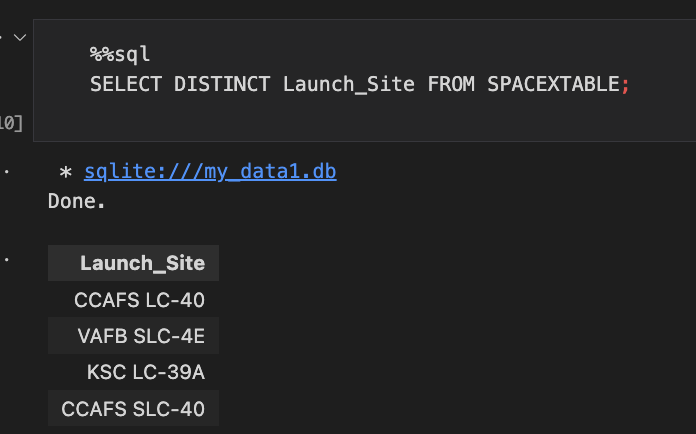 %%sql
SELECT DISTINCT Launch_Site FROM SPACEXTABLE;
10]
* sqlite:///my_data1.db
Done.
Launch_Site
CCAFS LC-40
VAFB SLC-4E
KSC LC-39A
CCAFS SLC-40